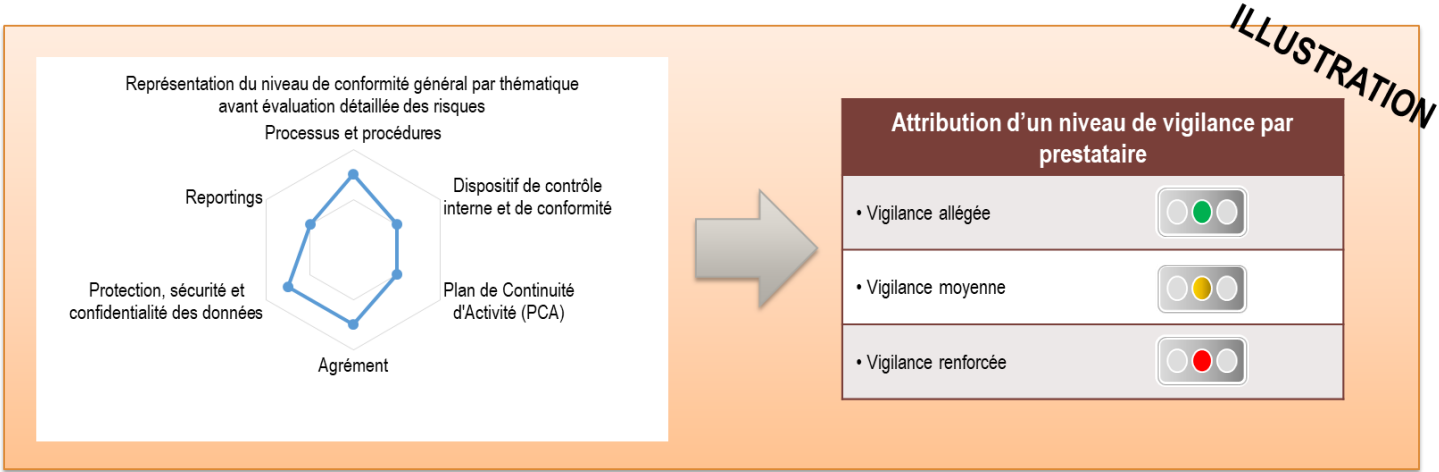 ILLUSTRATION
Représentation du niveau de conformité général par thématique
avant évaluation détaillée des risques
Processus et procédures
Dispositif de contrôle
interne et de conformité
Plan de Continuité
d'Activité (PCA)
Agrément
Protection, sécurité et
confidentialité des données
Reportings
Attribution d’un niveau de vigilance par
prestataire
• Vigilance allégée
• Vigilance moyenne
• Vigilance renforcée